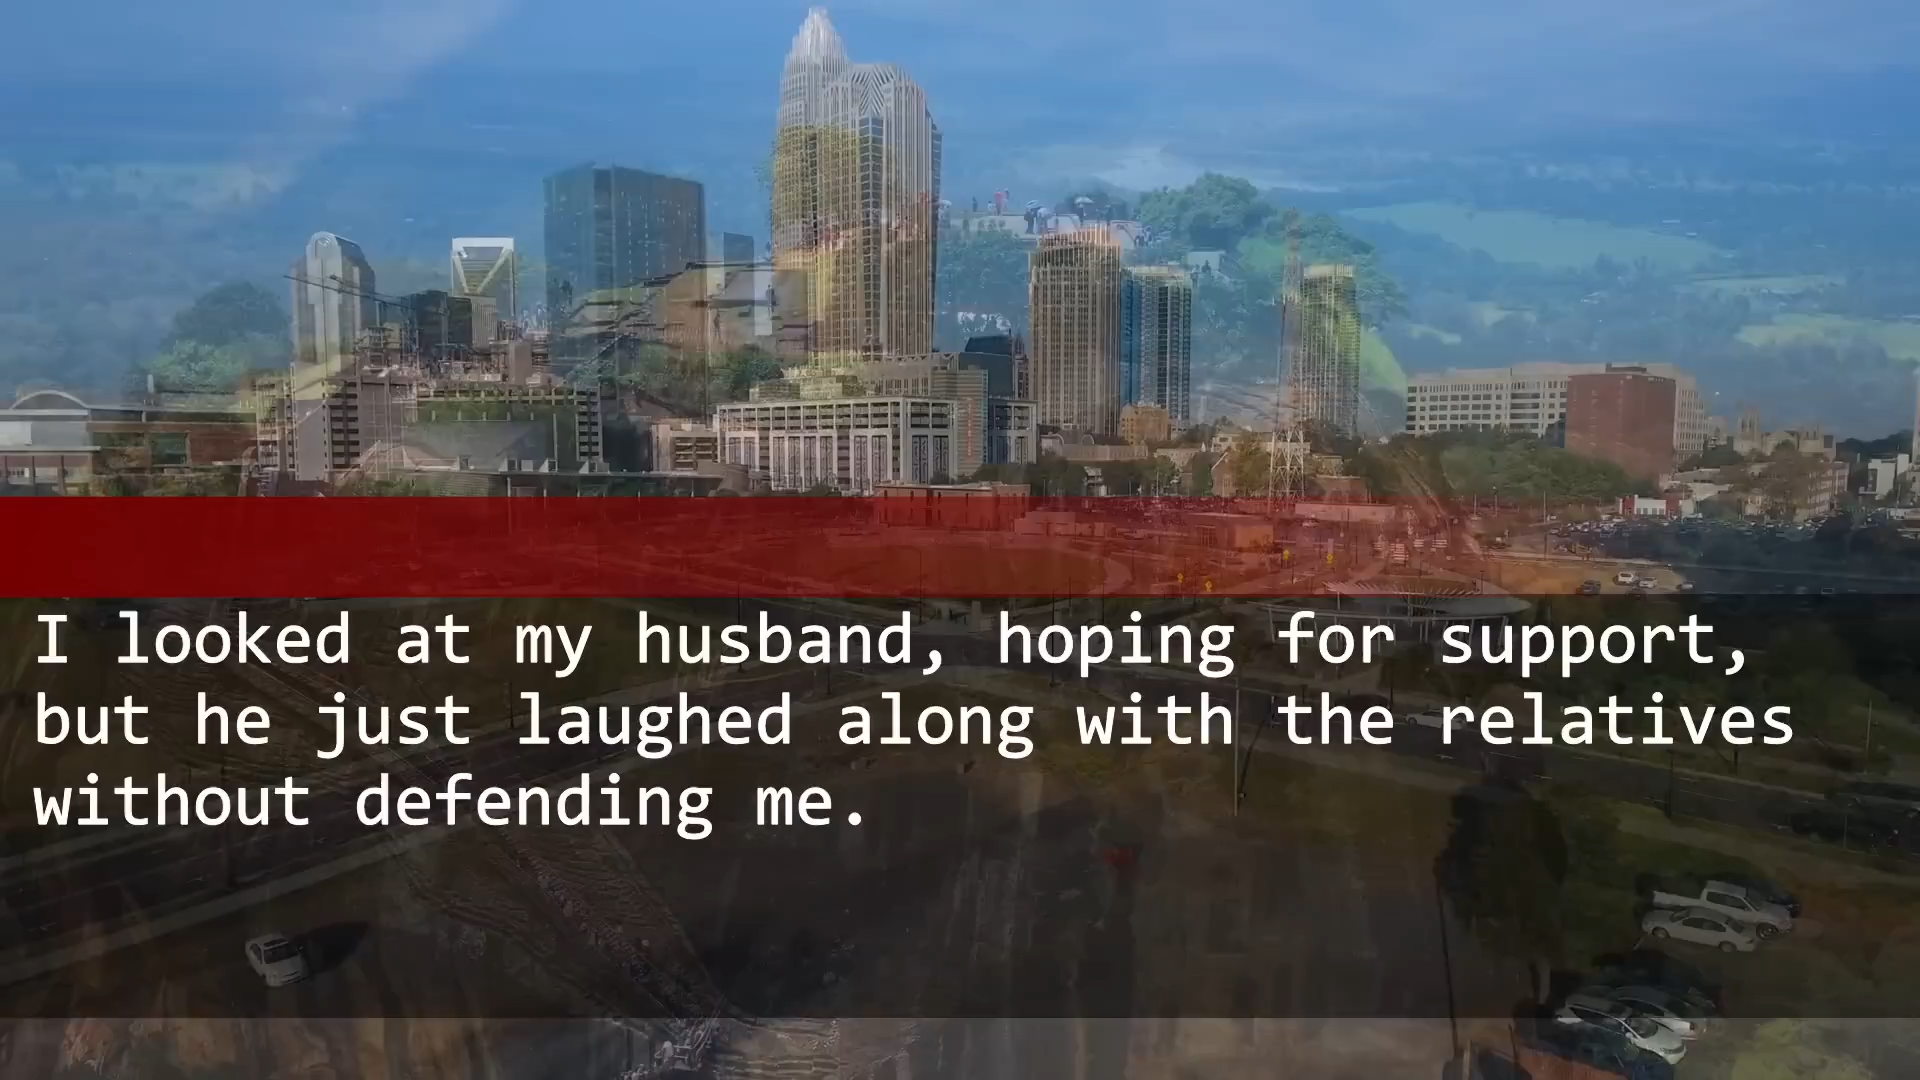 I looked at my husband, hoping for support,
but he just laughed along with the relatives
without defending me.